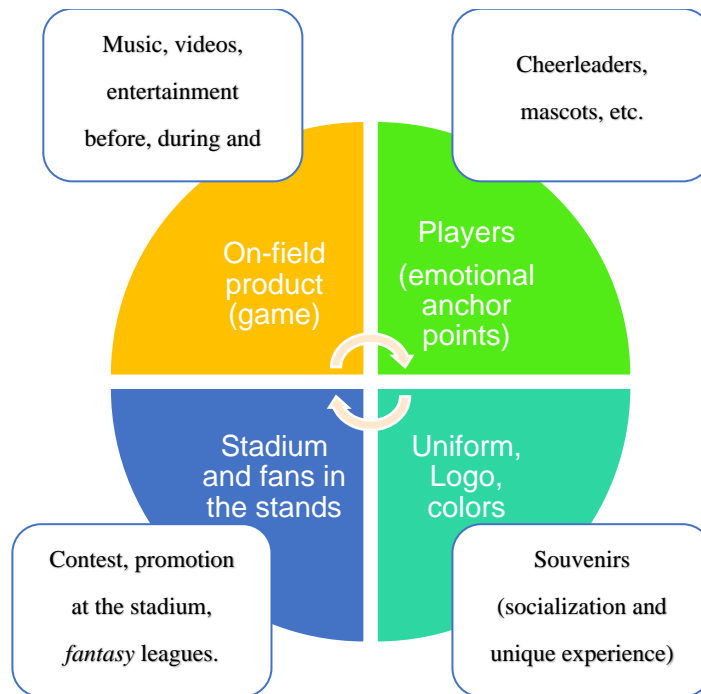 Music, videos,
entertainment
before, during and
Cheerleaders,
mascots, etc.
On-field
product
(game)
Players
(emotional
anchor
points)
Stadium
and fans in
the stands
Uniform,
Logo,
colors
Contest, promotion
at the stadium,
fantasy leagues.
Souvenirs
(socialization and
unique experience)